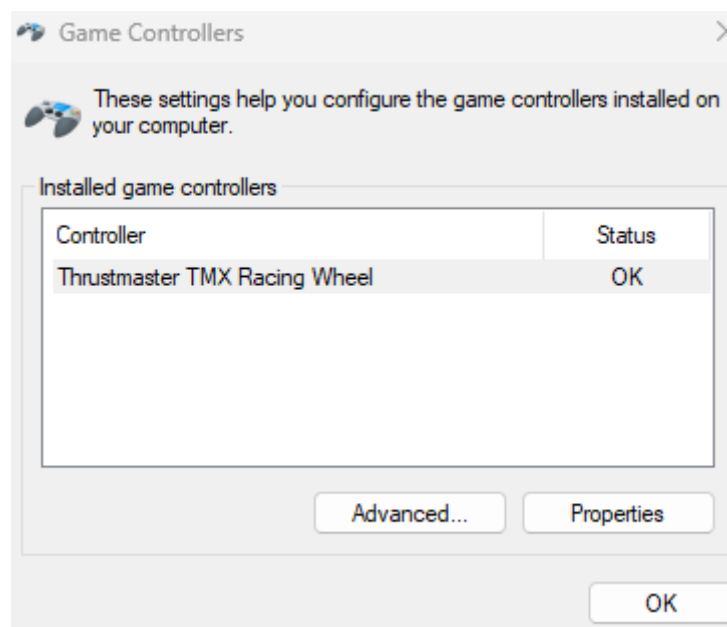 Game Controllers
These settings help you configure the game controllers installed on
your computer.
Installed game controllers
Controller Status
Thrustmaster TMX Racing Wheel OK
Advanced... Properties
OK